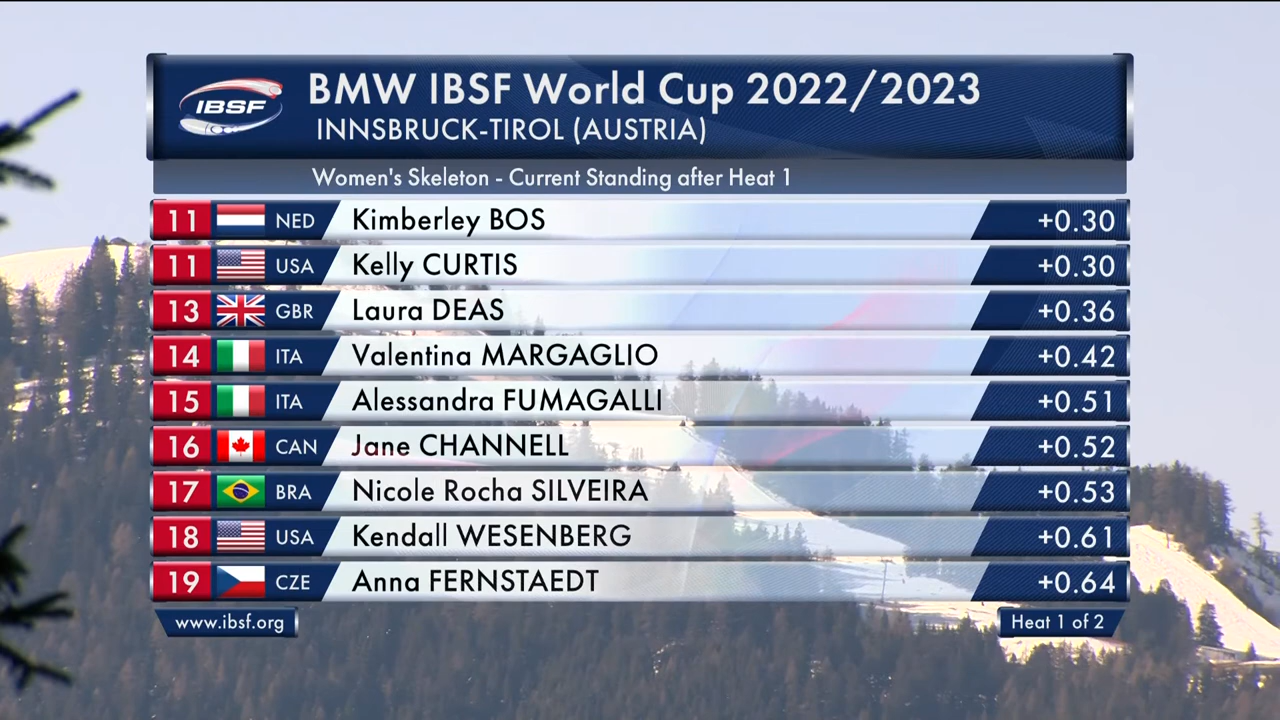 IBSF
BMW IBSF World Cup 2022/2023
INNSBRUCK-TIROL (AUSTRIA)
Women's Skeleton - Current Standing after Heat 1
11 NED Kimberley BOS +0.30
11 USA Kelly CURTIS +0.30
13 GBR Laura DEAS +0.36
14 ITA Valentina MARGAGLIO +0.42
15 ITA Alessandra FUMAGALLI +0.51
16 CAN Jane CHANNELL +0.52
17 BRA Nicole Rocha SILVEIRA +0.53
18 USA Kendall WESENBERG +0.61
19 CZE Anna FERNSTAEDT +0.64
www.ibsf.org Heat 1 of 2